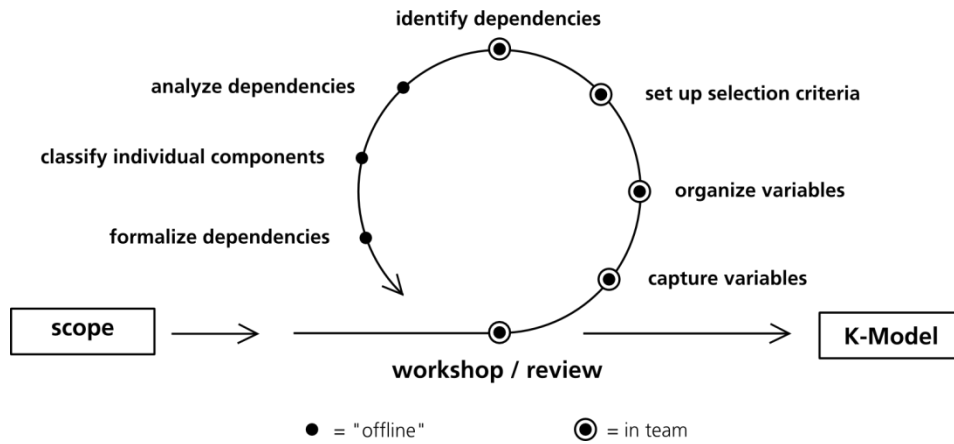 identify dependencies
analyze dependencies
set up selection criteria
classify individual components
organize variables
formalize dependencies
capture variables
scope
K-Model
workshop / review
= "offline"
= in team